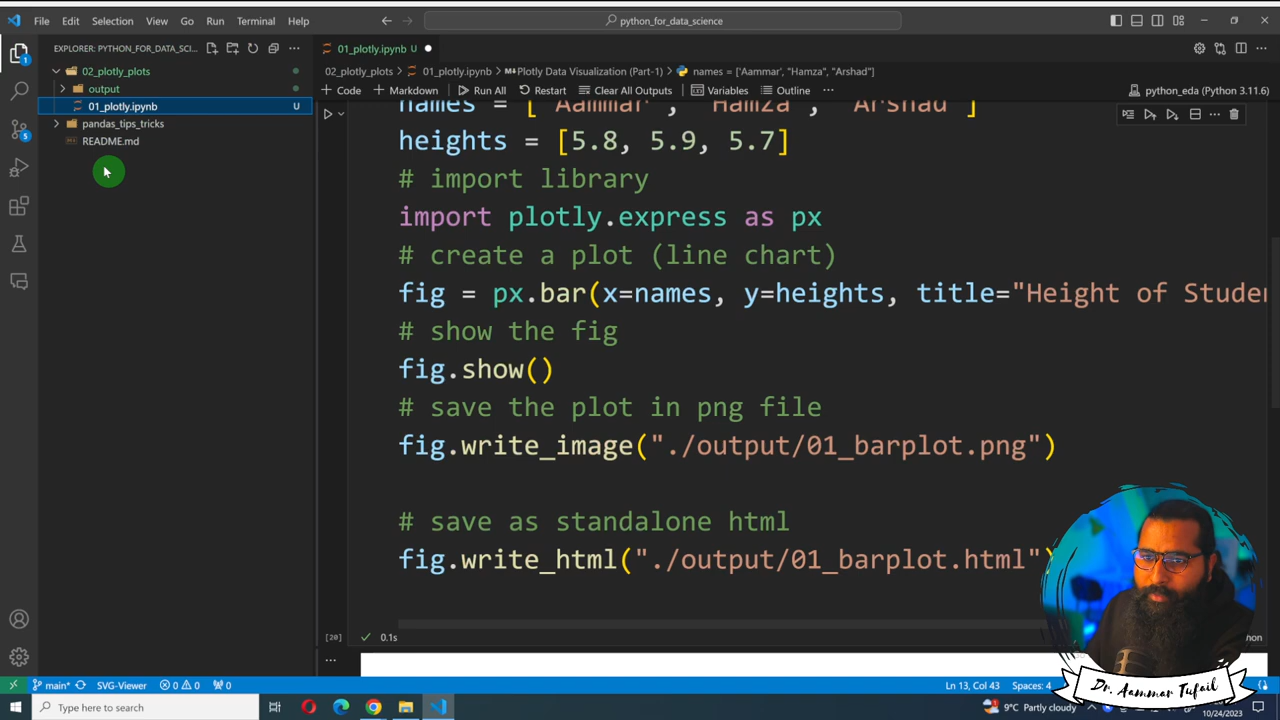 File Edit Selection View Go Run Terminal Help
python_for_data_science
EXPLORER: PYTHON_FOR_DATA_SCI...
02_plotly_plots
output
01_plotly.ipynb U
pandas_tips_tricks
README.md
01_plotly.ipynb U
02_plotly_plots > 01_plotly.ipynb > Plotly Data Visualization (Part-1) > names = ['Aammar', "Hamza", "Arshad"]
+ Code + Markdown Run All Restart Clear All Outputs Variables Outline ... python_eda (Python 3.11.6)
names = [ Aammar , Hamza , Arshad ]
heights = [5.8, 5.9, 5.7]
# import library
import plotly.express as px
# create a plot (line chart)
fig = px.bar(x=names, y=heights, title="Height of Studen
# show the fig
fig.show()
# save the plot in png file
fig.write_image("./output/01_barplot.png")
# save as standalone html
fig.write_html("./output/01_barplot.html")
[20] 0.1s
1
5
Dr. Aammar Tufail
main* SVG-Viewer 0 0 0 Ln 13, Col 43 Spaces: 4
Type here to search 9°C Partly cloudy 10/24/2023